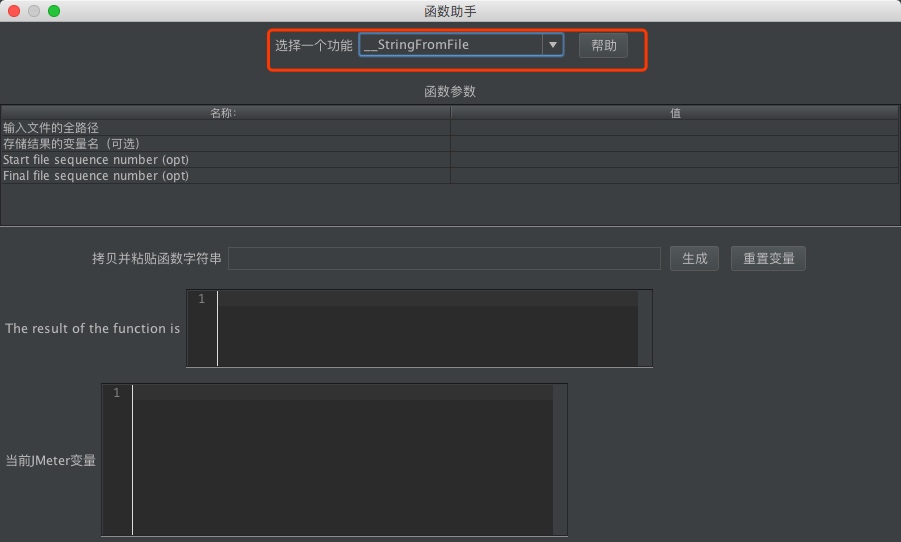 函数助手
选择一个功能 __StringFromFile 帮助
函数参数
名称: 值
输入文件的全路径
存储结果的变量名（可选）
Start file sequence number (opt)
Final file sequence number (opt)
拷贝并粘贴函数字符串 生成 重置变量
1
The result of the function is
1
当前JMeter变量